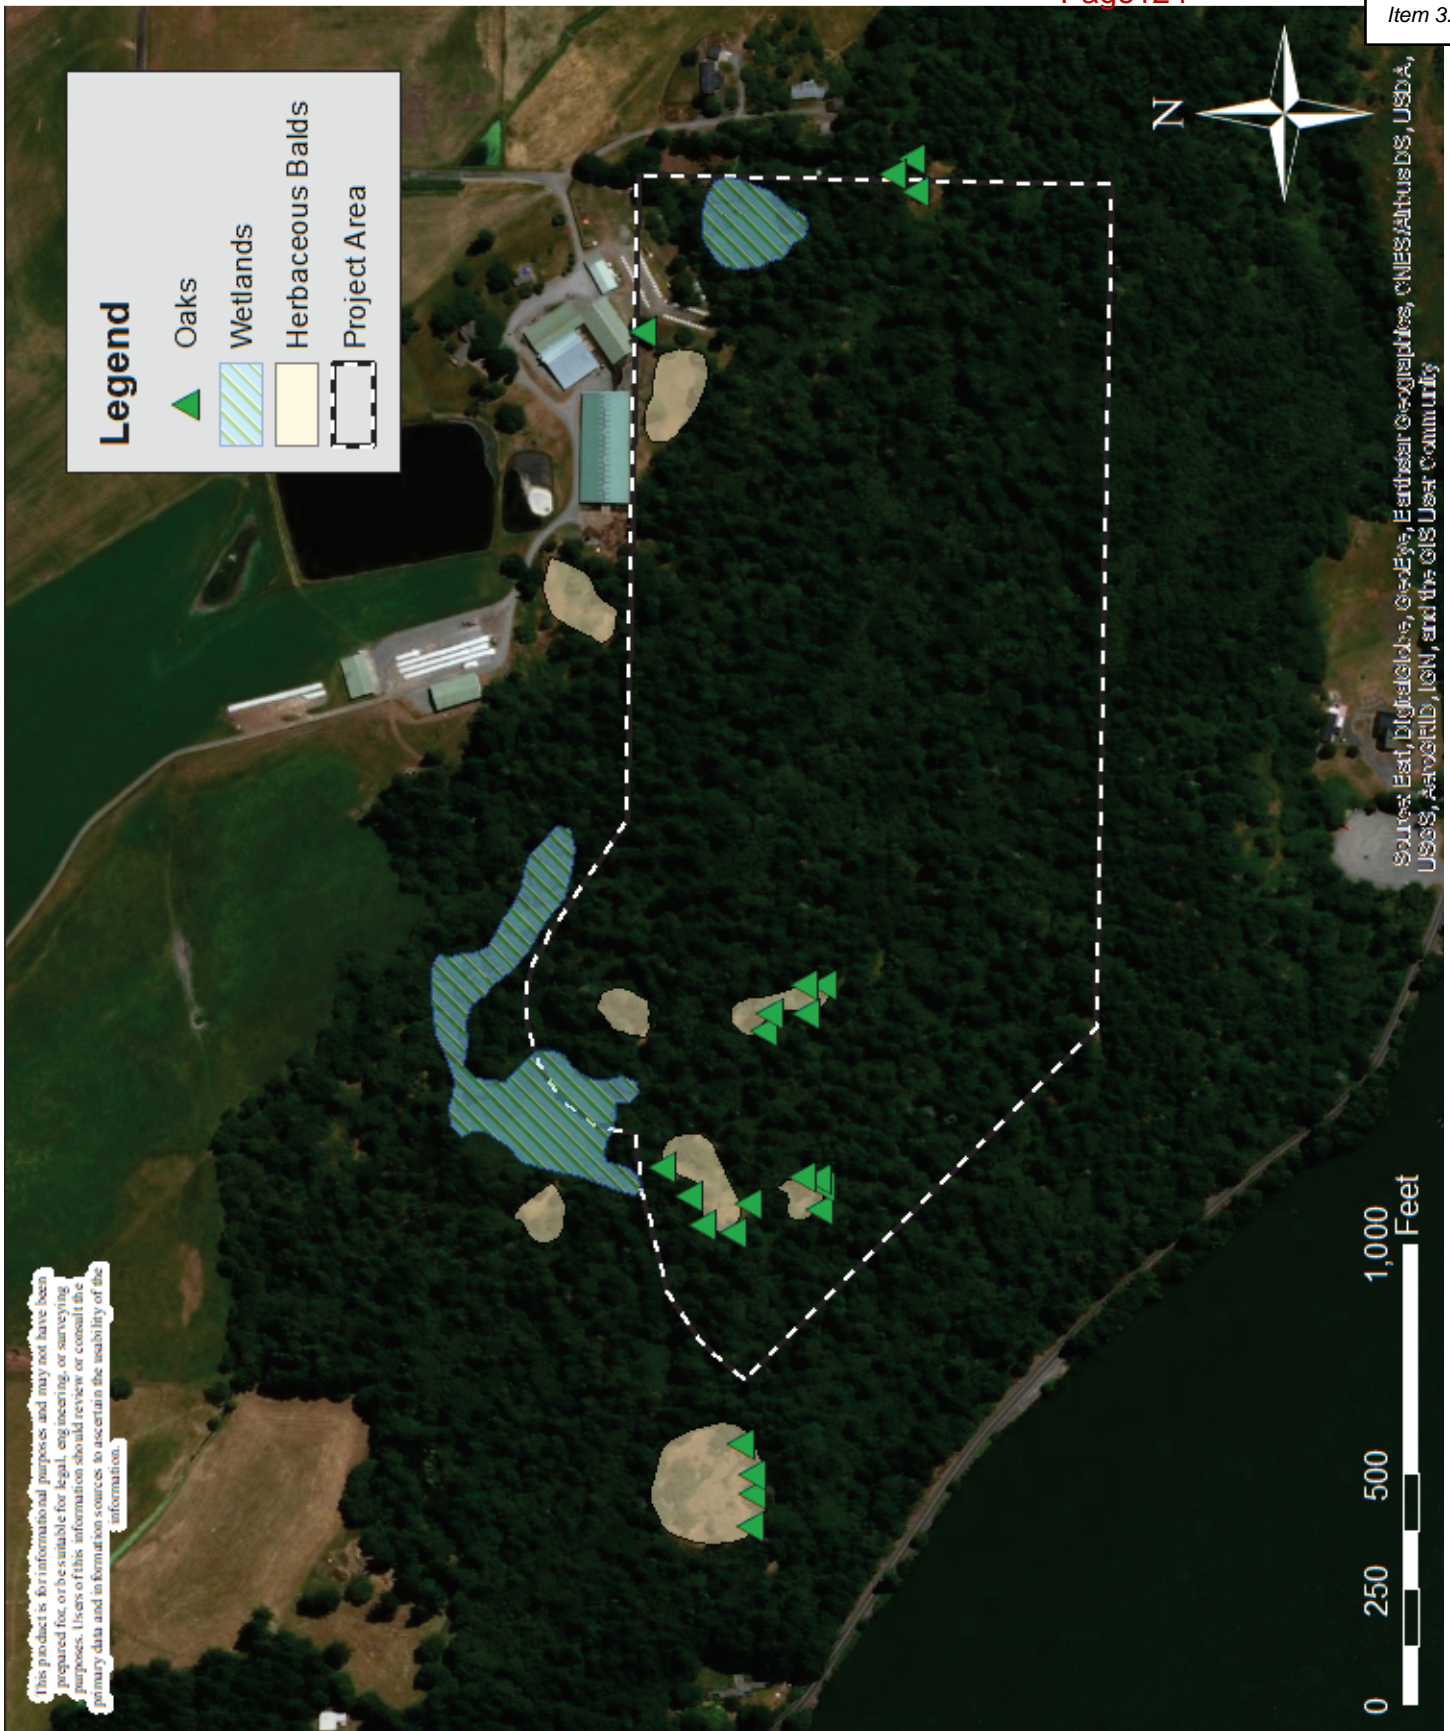 Page124
Item 3.
Legend
Oaks
Wetlands
Herbaceous Balds
Project Area
N
This product is for informational purposes and may not have been
prepared for, or be suitable for legal, engineering, or surveying
purposes. Users of this information should review or consult the
primary data and information sources to ascertain the usability of the
information.
Source: Esri, DigitalGlobe, GeoEye, Earthstar Geographics, CNES/Airbus DS, USDA,
USGS, AeroGRID, IGN, and the GIS User Community
0 250 500 1,000
Feet